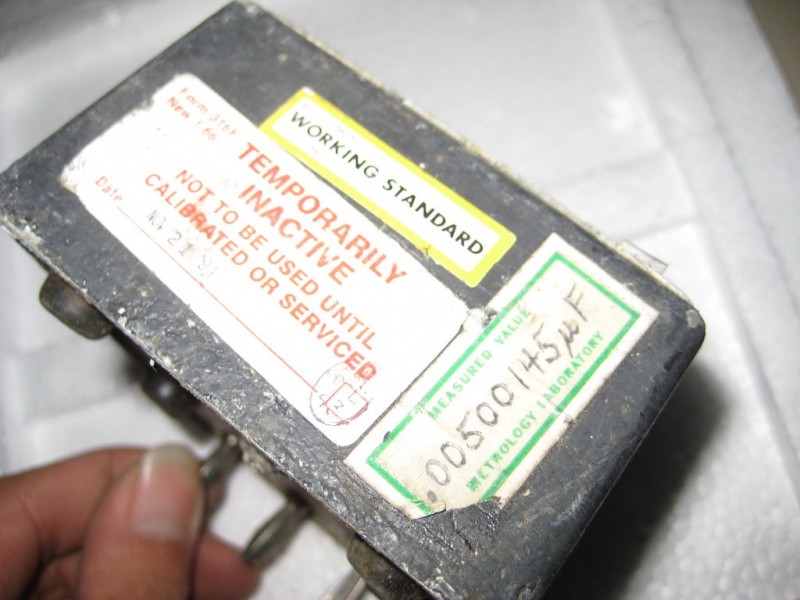 Form 316F
New 1 66
TEMPORARILY
INACTIVE
NOT TO BE USED UNTIL
CALIBRATED OR SERVICED
Date
WORKING STANDARD
MEASURED VALUE
.00500145µF
METROLOGY LABORATORY